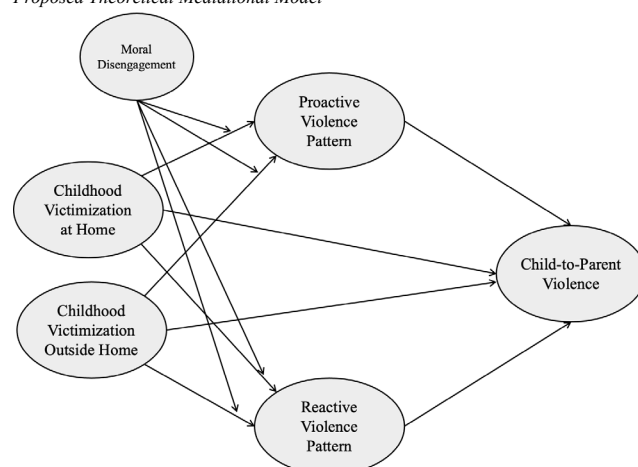 Proposed Theoretical Mediational Model
Moral
Disengagement
Proactive
Violence
Pattern
Childhood
Victimization
at Home
Child-to-Parent
Violence
Childhood
Victimization
Outside Home
Reactive
Violence
Pattern